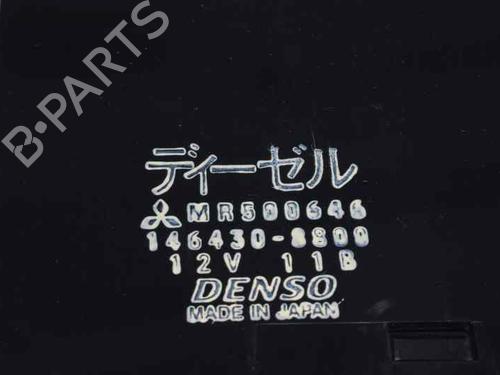 B-PARTS
ディーゼル
MR500646
146430-8800
12V 11B
DENSO
MADE IN JAPAN